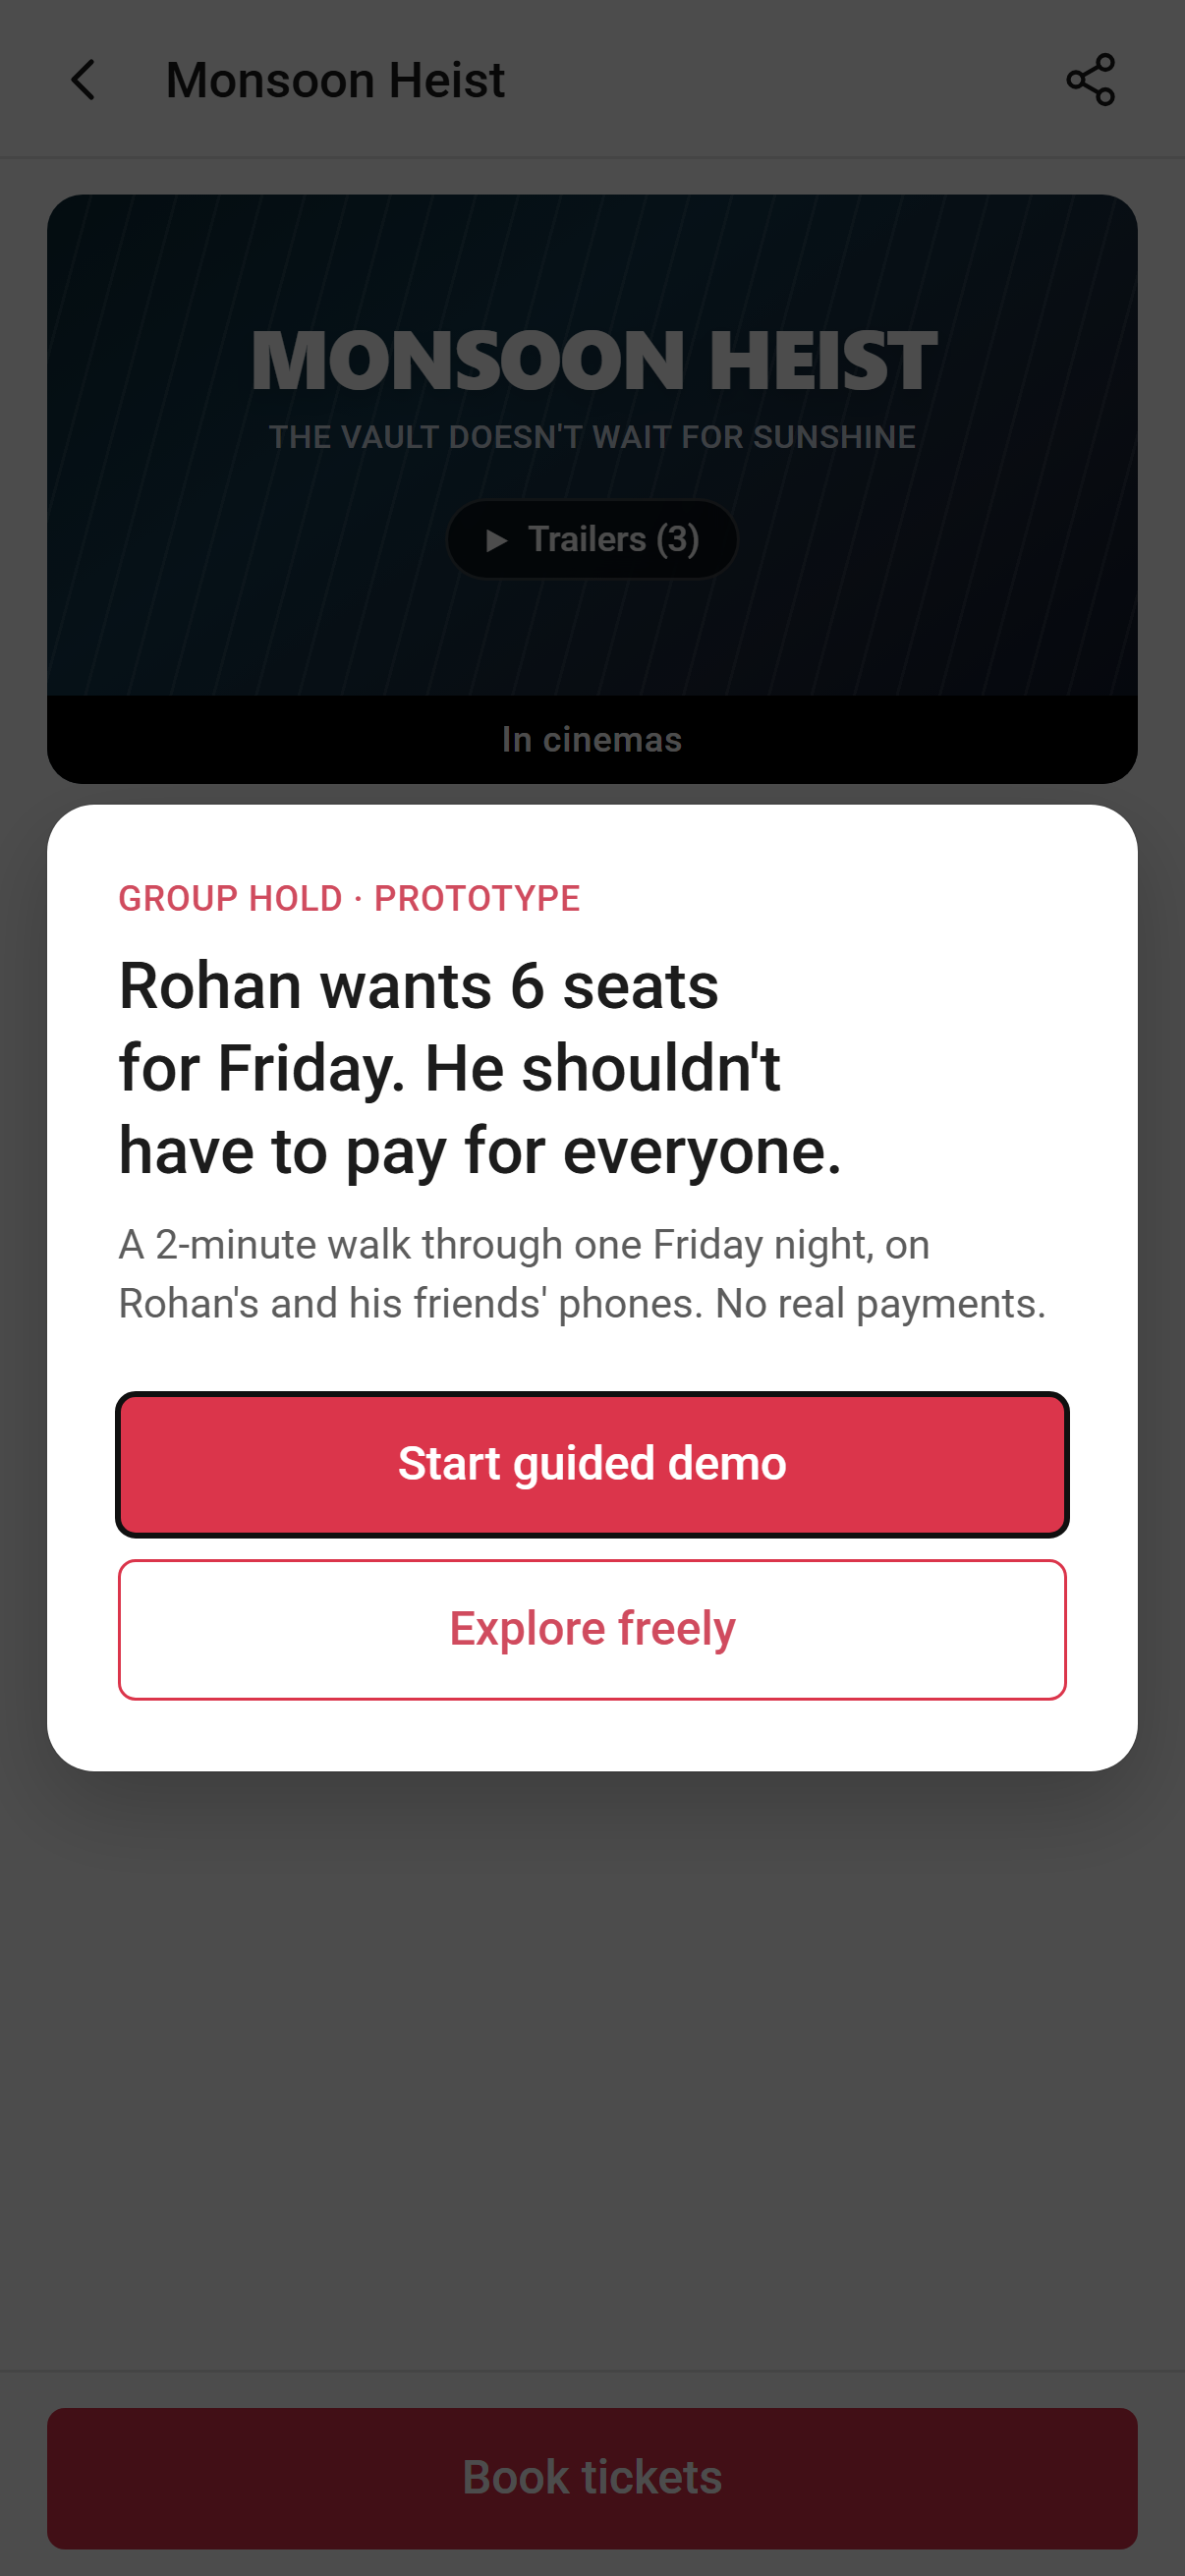 Monsoon Heist
MONSOON HEIST
THE VAULT DOESN'T WAIT FOR SUNSHINE
Trailers (3)
In cinemas
GROUP HOLD · PROTOTYPE
Rohan wants 6 seats
for Friday. He shouldn't
have to pay for everyone.
A 2-minute walk through one Friday night, on
Rohan's and his friends' phones. No real payments.
Start guided demo
Explore freely
Book tickets